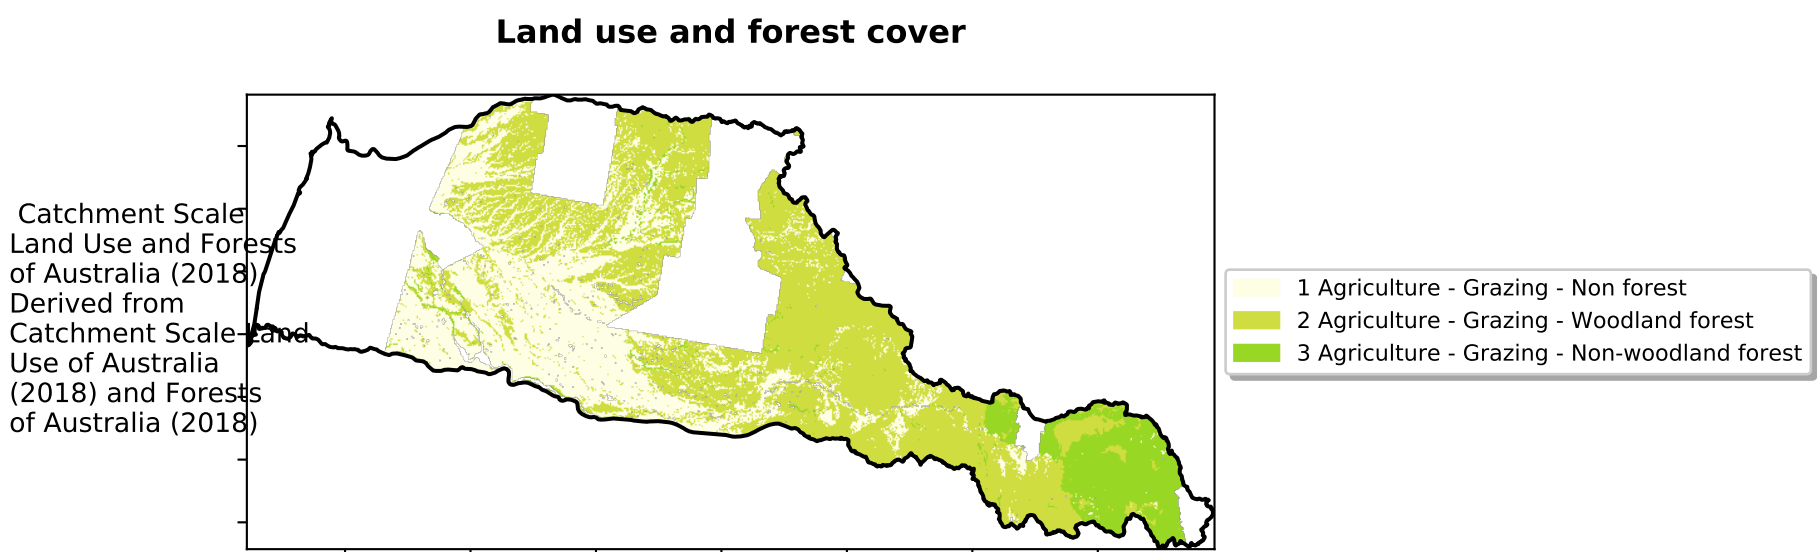 Land use and forest cover
Catchment Scale
Land Use and Forests
of Australia (2018)
Derived from
Catchment Scale Land
Use of Australia
(2018) and Forests
of Australia (2018)
1 Agriculture - Grazing - Non forest
2 Agriculture - Grazing - Woodland forest
3 Agriculture - Grazing - Non-woodland forest